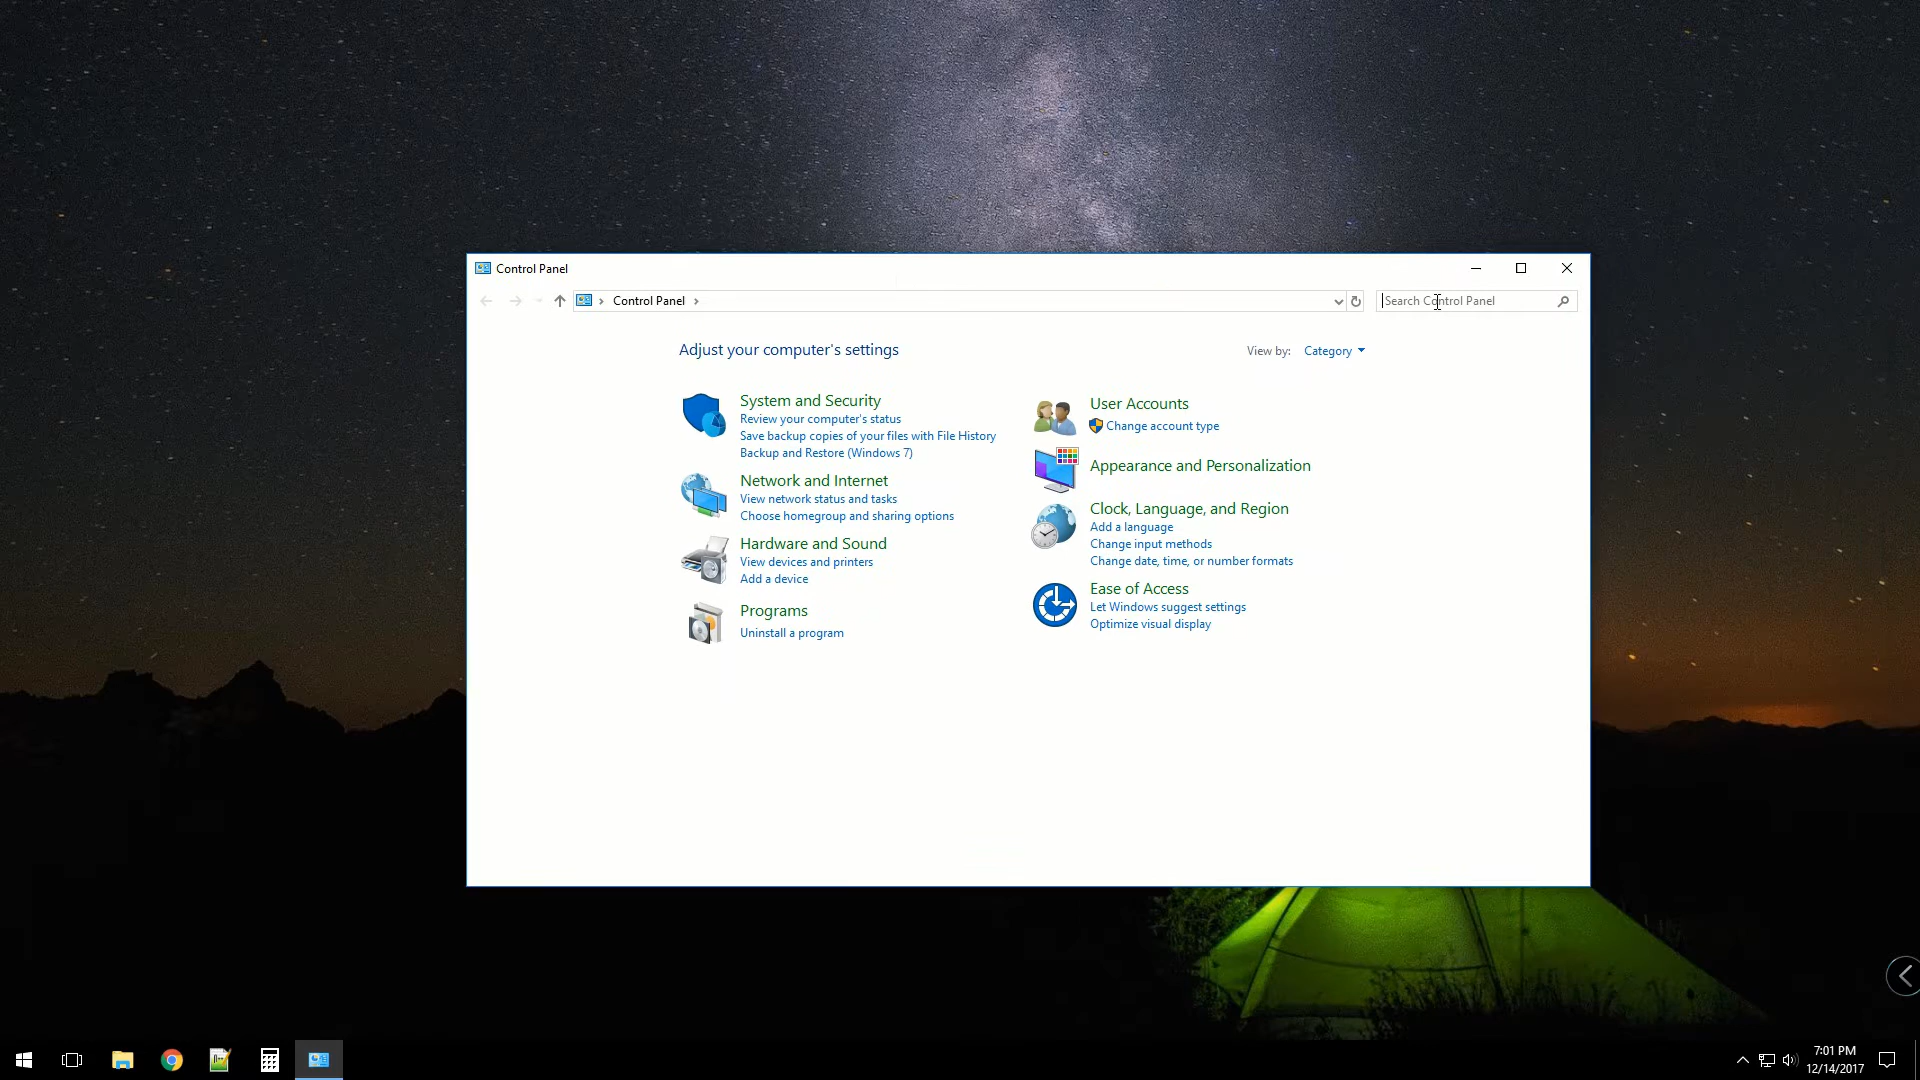 Control Panel
Control Panel
Search Control Panel
Adjust your computer's settings
View by: Category
System and Security
Review your computer's status
Save backup copies of your files with File History
Backup and Restore (Windows 7)
Network and Internet
View network status and tasks
Choose homegroup and sharing options
Hardware and Sound
View devices and printers
Add a device
Programs
Uninstall a program
User Accounts
Change account type
Appearance and Personalization
Clock, Language, and Region
Add a language
Change input methods
Change date, time, or number formats
Ease of Access
Let Windows suggest settings
Optimize visual display
7:01 PM
12/14/2017